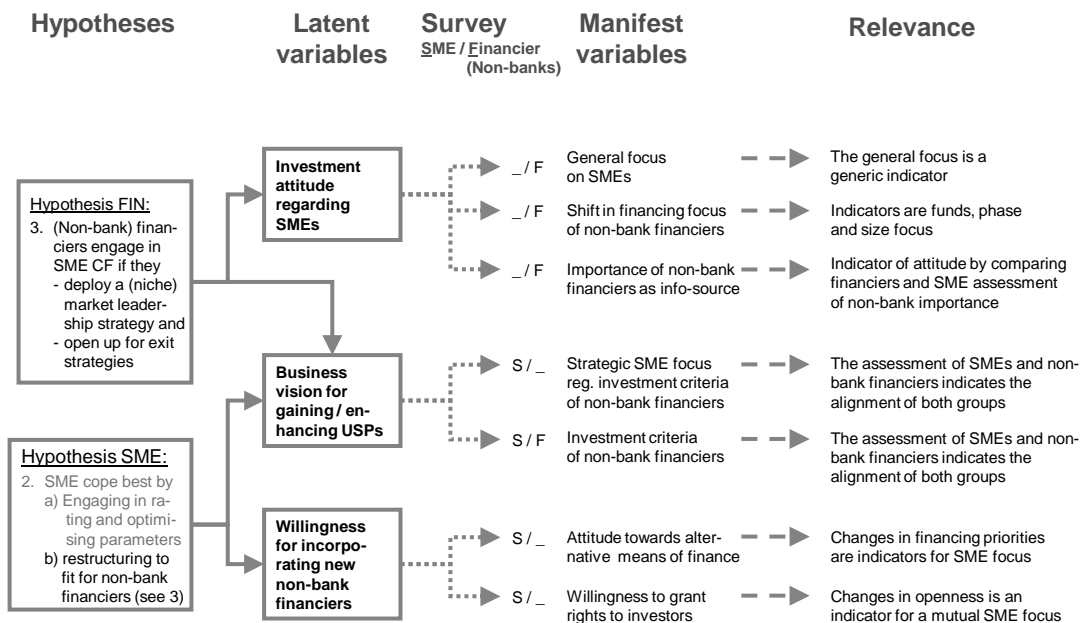 Hypotheses
Latent
variables
Survey
SME / Financier
(Non-banks)
Manifest
variables
Relevance
Hypothesis FIN:
3. (Non-bank) finan-
ciers engage in
SME CF if they
- deploy a (niche)
market leader-
ship strategy and
- open up for exit
strategies
Hypothesis SME:
2. SME cope best by
a) Engaging in ra-
ting and optimi-
sing parameters
b) restructuring to
fit for non-bank
financiers (see 3)
Investment
attitude
regarding
SMEs
Business
vision for
gaining / en-
hancing USPs
Willingness
for incorpo-
rating new
non-bank
financiers
_ / F
General focus
on SMEs
The general focus is a
generic indicator
_ / F
Shift in financing focus
of non-bank financiers
Indicators are funds, phase
and size focus
_ / F
Importance of non-bank
financiers as info-source
Indicator of attitude by comparing
financiers and SME assessment
of non-bank importance
S / _
Strategic SME focus
reg. investment criteria
of non-bank financiers
The assessment of SMEs and non-
bank financiers indicates the
alignment of both groups
S / F
Investment criteria
of non-bank financiers
The assessment of SMEs and non-
bank financiers indicates the
alignment of both groups
S / _
Attitude towards alter-
native means of finance
Changes in financing priorities
are indicators for SME focus
S / _
Willingness to grant
rights to investors
Changes in openness is an
indicator for a mutual SME focus